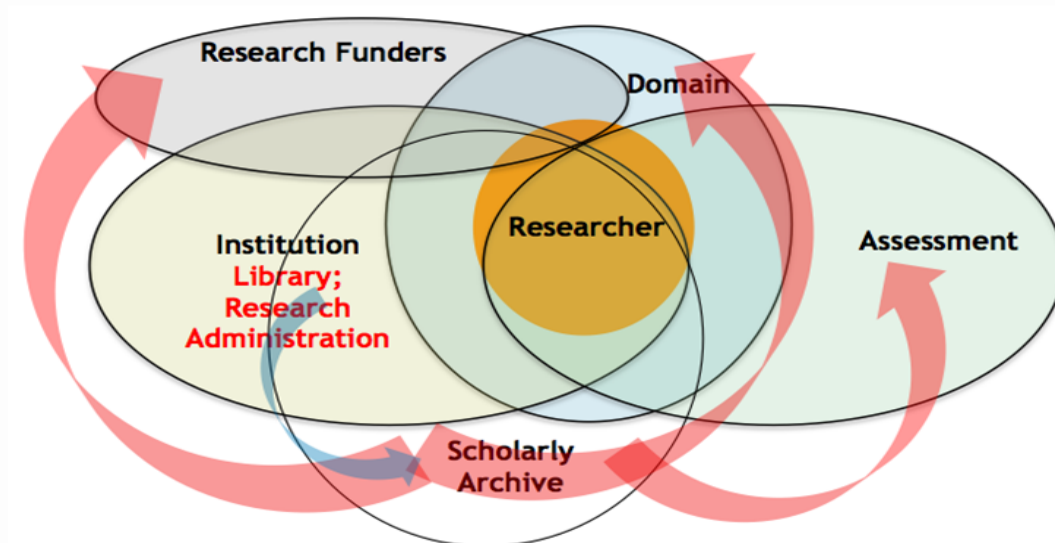 Research Funders
Domain
Researcher
Assessment
Institution
Library;
Research
Administration
Scholarly
Archive